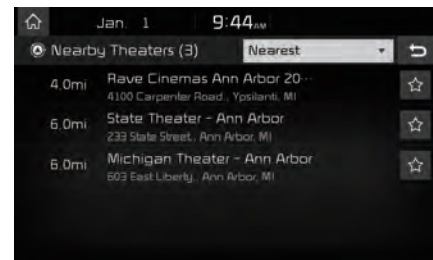 Jan. 1 9:44AM
Nearby Theaters (3) Nearest
4.0mi Rave Cinemas Ann Arbor 20...
4100 Carpenter Road., Ypsilanti, MI
6.0mi State Theater - Ann Arbor
233 State Street., Ann Arbor, MI
6.0mi Michigan Theater - Ann Arbor
603 East Liberty., Ann Arbor, MI